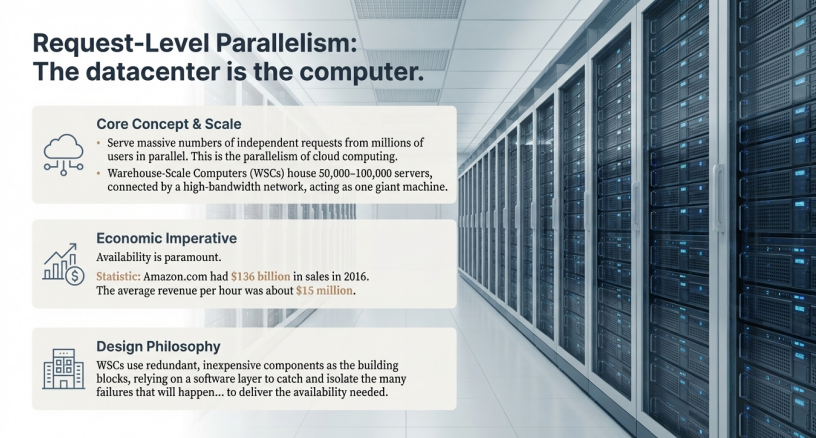 Request-Level Parallelism:
The datacenter is the computer.
Core Concept & Scale
• Serve massive numbers of independent requests from millions of
users in parallel. This is the parallelism of cloud computing.
• Warehouse-Scale Computers (WSCs) house 50,000–100,000 servers,
connected by a high-bandwidth network, acting as one giant machine.
Economic Imperative
Availability is paramount.
Statistic: Amazon.com had $136 billion in sales in 2016.
The average revenue per hour was about $15 million.
Design Philosophy
WSCs use redundant, inexpensive components as the building
blocks, relying on a software layer to catch and isolate the many
failures that will happen... to deliver the availability needed.